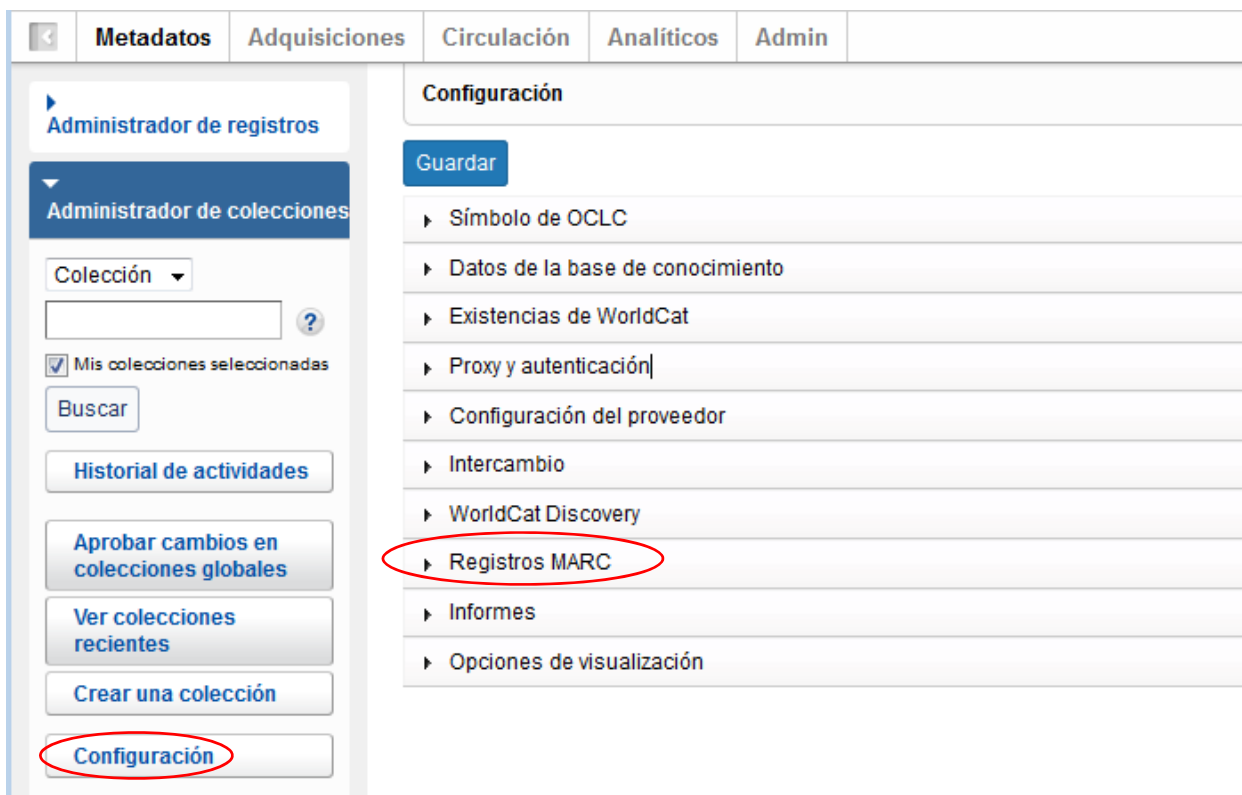 Metadatos Adquisiciones Circulación Analíticos Admin
Administrador de registros
Administrador de colecciones
Colección
?
Mis colecciones seleccionadas
Buscar
Historial de actividades
Aprobar cambios en
colecciones globales
Ver colecciones
recientes
Crear una colección
Configuración
Configuración
Guardar
Símbolo de OCLC
Datos de la base de conocimiento
Existencias de WorldCat
Proxy y autenticación
Configuración del proveedor
Intercambio
WorldCat Discovery
Registros MARC
Informes
Opciones de visualización